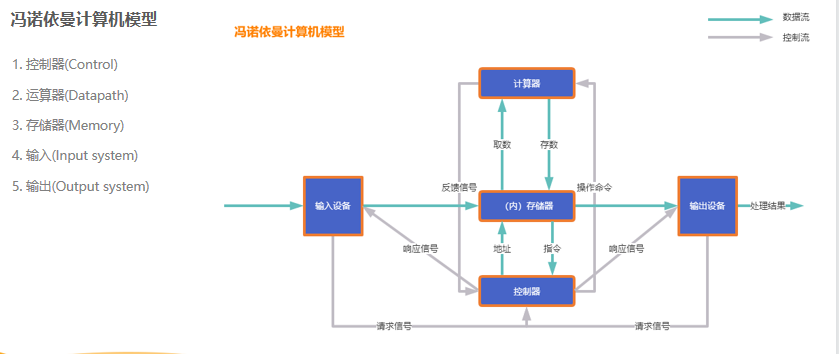 冯诺依曼计算机模型
1. 控制器(Control)
2. 运算器(Datapath)
3. 存储器(Memory)
4. 输入(Input system)
5. 输出(Output system)
冯诺依曼计算机模型
数据流
控制流
计算器
取数
存数
反馈信号
操作命令
输入设备
（内）存储器
输出设备
处理结果
响应信号
地址
指令
响应信号
控制器
请求信号
请求信号